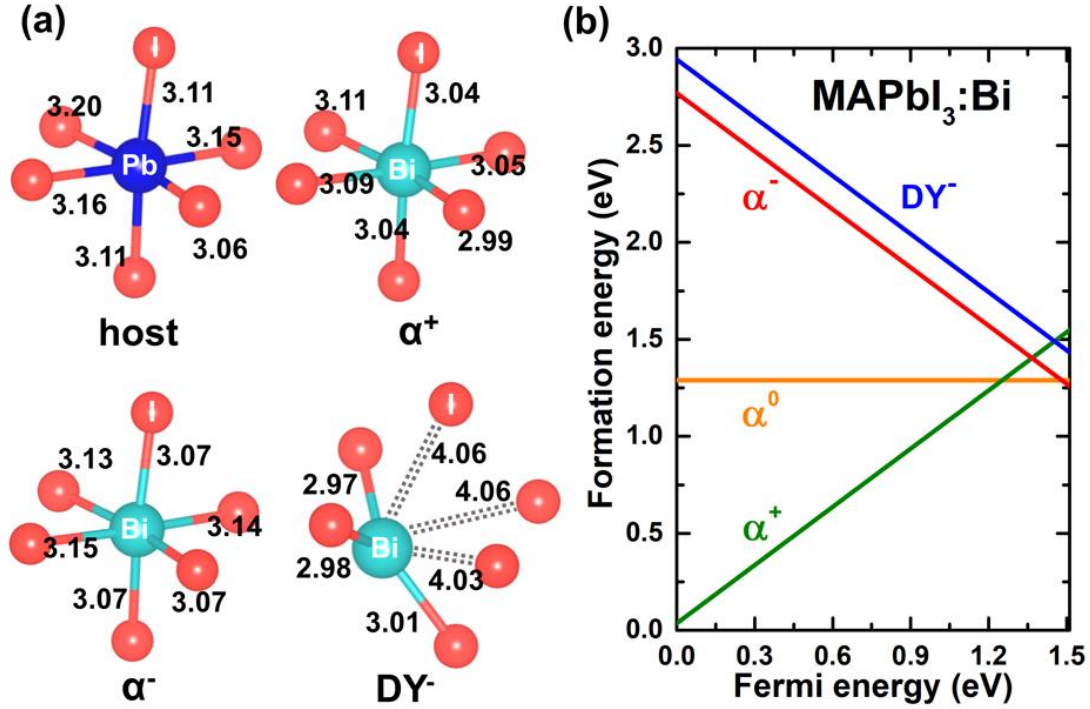 (a)
I
3.11
3.20
3.15
Pb
3.16
3.06
3.11
host
I
3.04
3.11
3.05
Bi
3.09
3.04
2.99
α⁺
I
3.13
3.07
Bi
3.14
3.15
3.07
3.07
α⁻
I
4.06
2.97
4.06
Bi
2.98
4.03
3.01
DY⁻
(b)
MAPbI₃:Bi
3.0
2.5
2.0
1.5
1.0
0.5
0.0
Formation energy (eV)
DY⁻
α⁻
α⁰
α⁺
0.0 0.3 0.6 0.9 1.2 1.5
Fermi energy (eV)